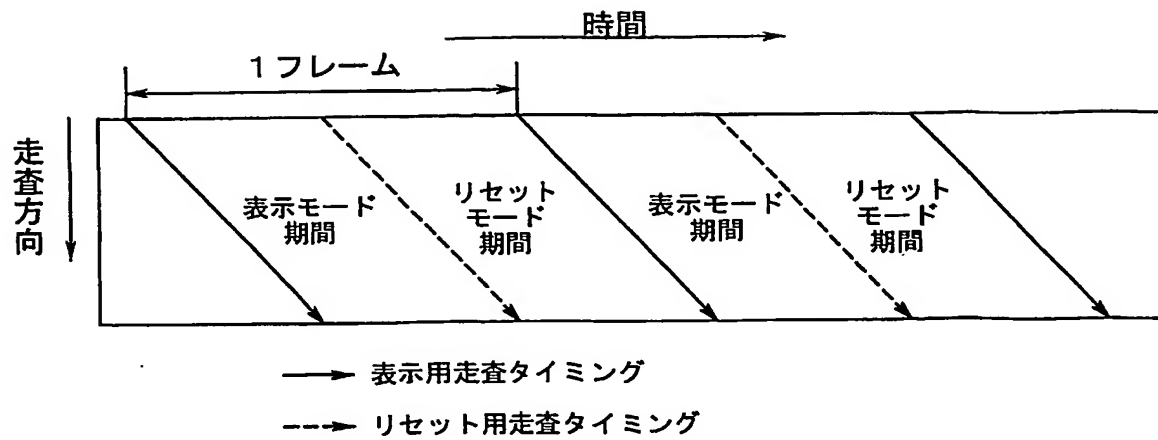 時間
1フレーム
走査方向
表示モード
期間
リセット
モード
期間
表示モード
期間
リセット
モード
期間
表示用走査タイミング
リセット用走査タイミング